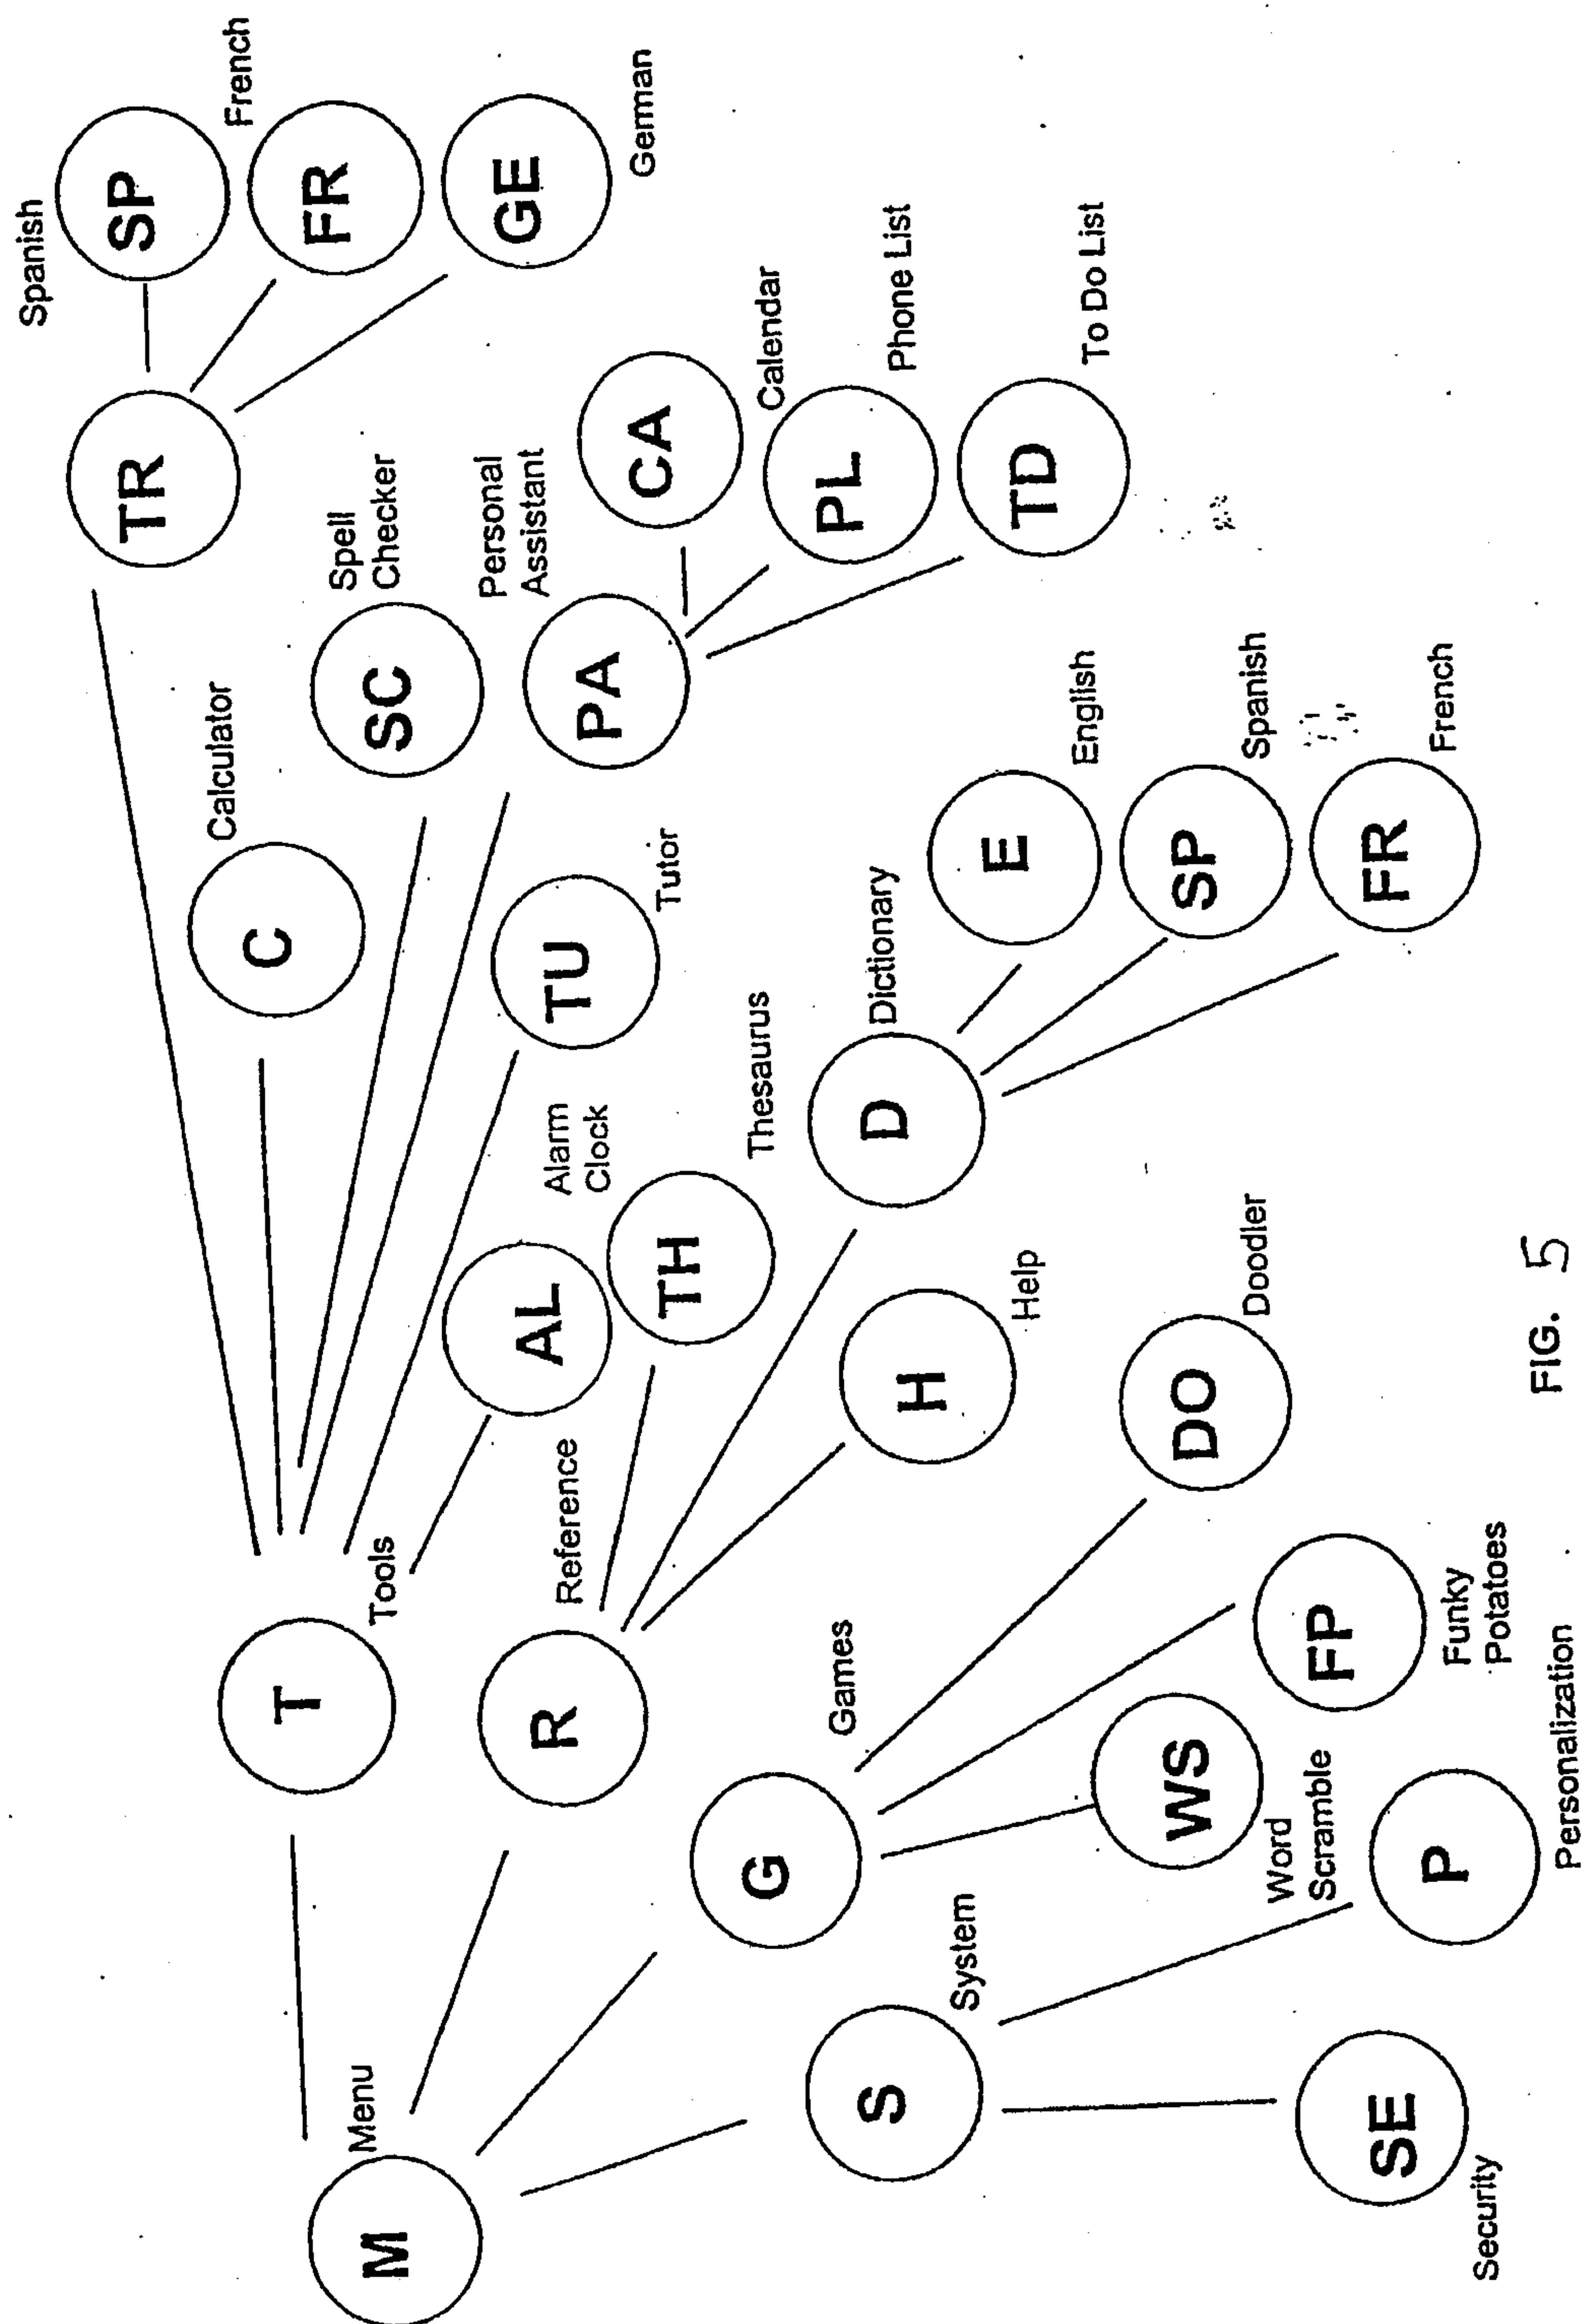 Spanish
SP
French
FR
GE
German
TR
Calculator
C
Spell
Checker
SC
Personal
Assistant
PA
CA
Calendar
PL
Phone List
TD
To Do List
TU
Tutor
T
Tools
Alarm
Clock
AL
TH
Thesaurus
R
Reference
D
Dictionary
E
English
SP
Spanish
FR
French
H
Help
M
Menu
G
Games
DO
Doodler
FP
Funky
Potatoes
WS
Word
Scramble
S
System
P
Personalization
SE
Security
FIG. 5